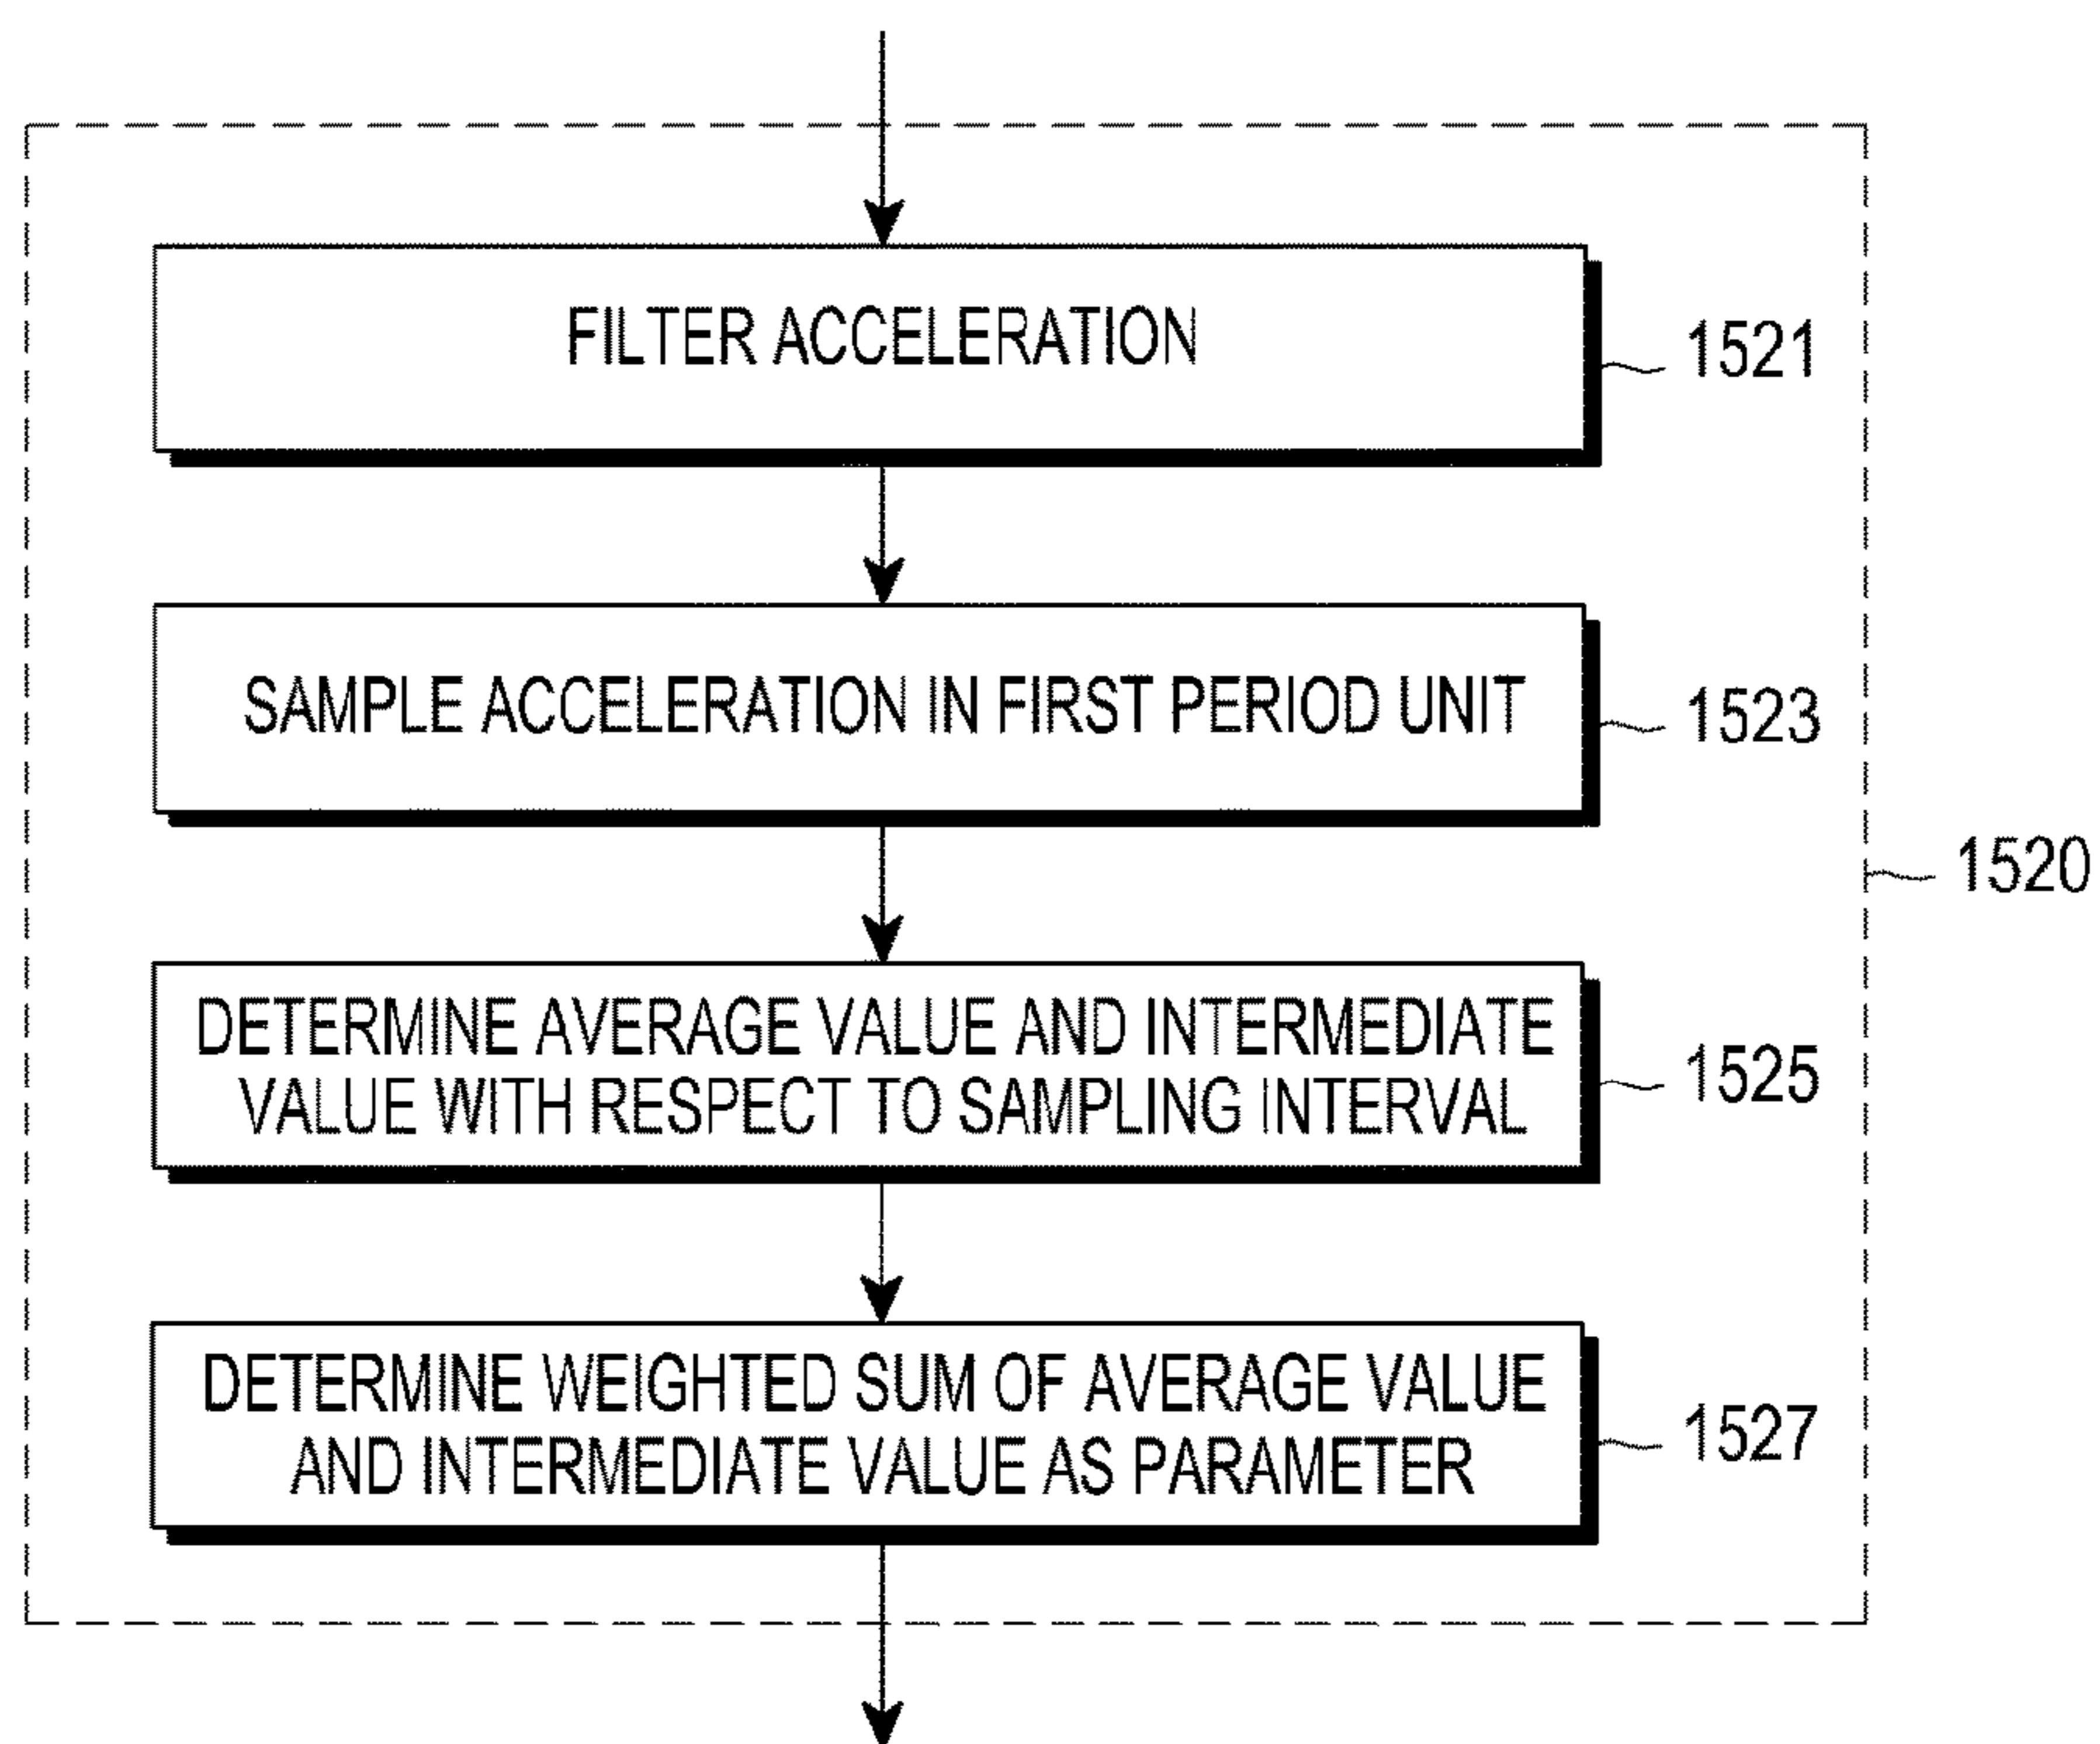 FILTER ACCELERATION
1521
SAMPLE ACCELERATION IN FIRST PERIOD UNIT
1523
1520
DETERMINE AVERAGE VALUE AND INTERMEDIATE
VALUE WITH RESPECT TO SAMPLING INTERVAL
1525
DETERMINE WEIGHTED SUM OF AVERAGE VALUE
AND INTERMEDIATE VALUE AS PARAMETER
1527